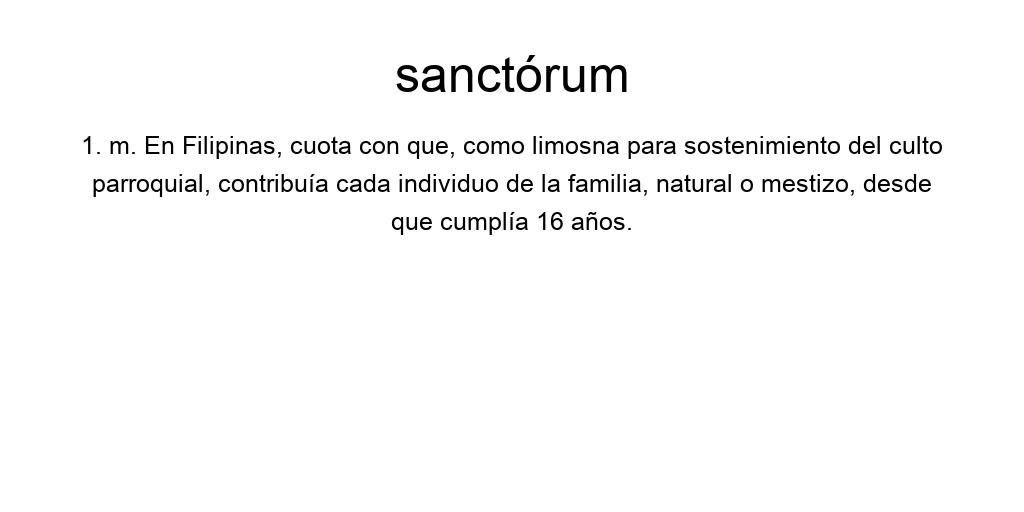 sanctórum
1. m. En Filipinas, cuota con que, como limosna para sostenimiento del culto
parroquial, contribuía cada individuo de la familia, natural o mestizo, desde
que cumplía 16 años.